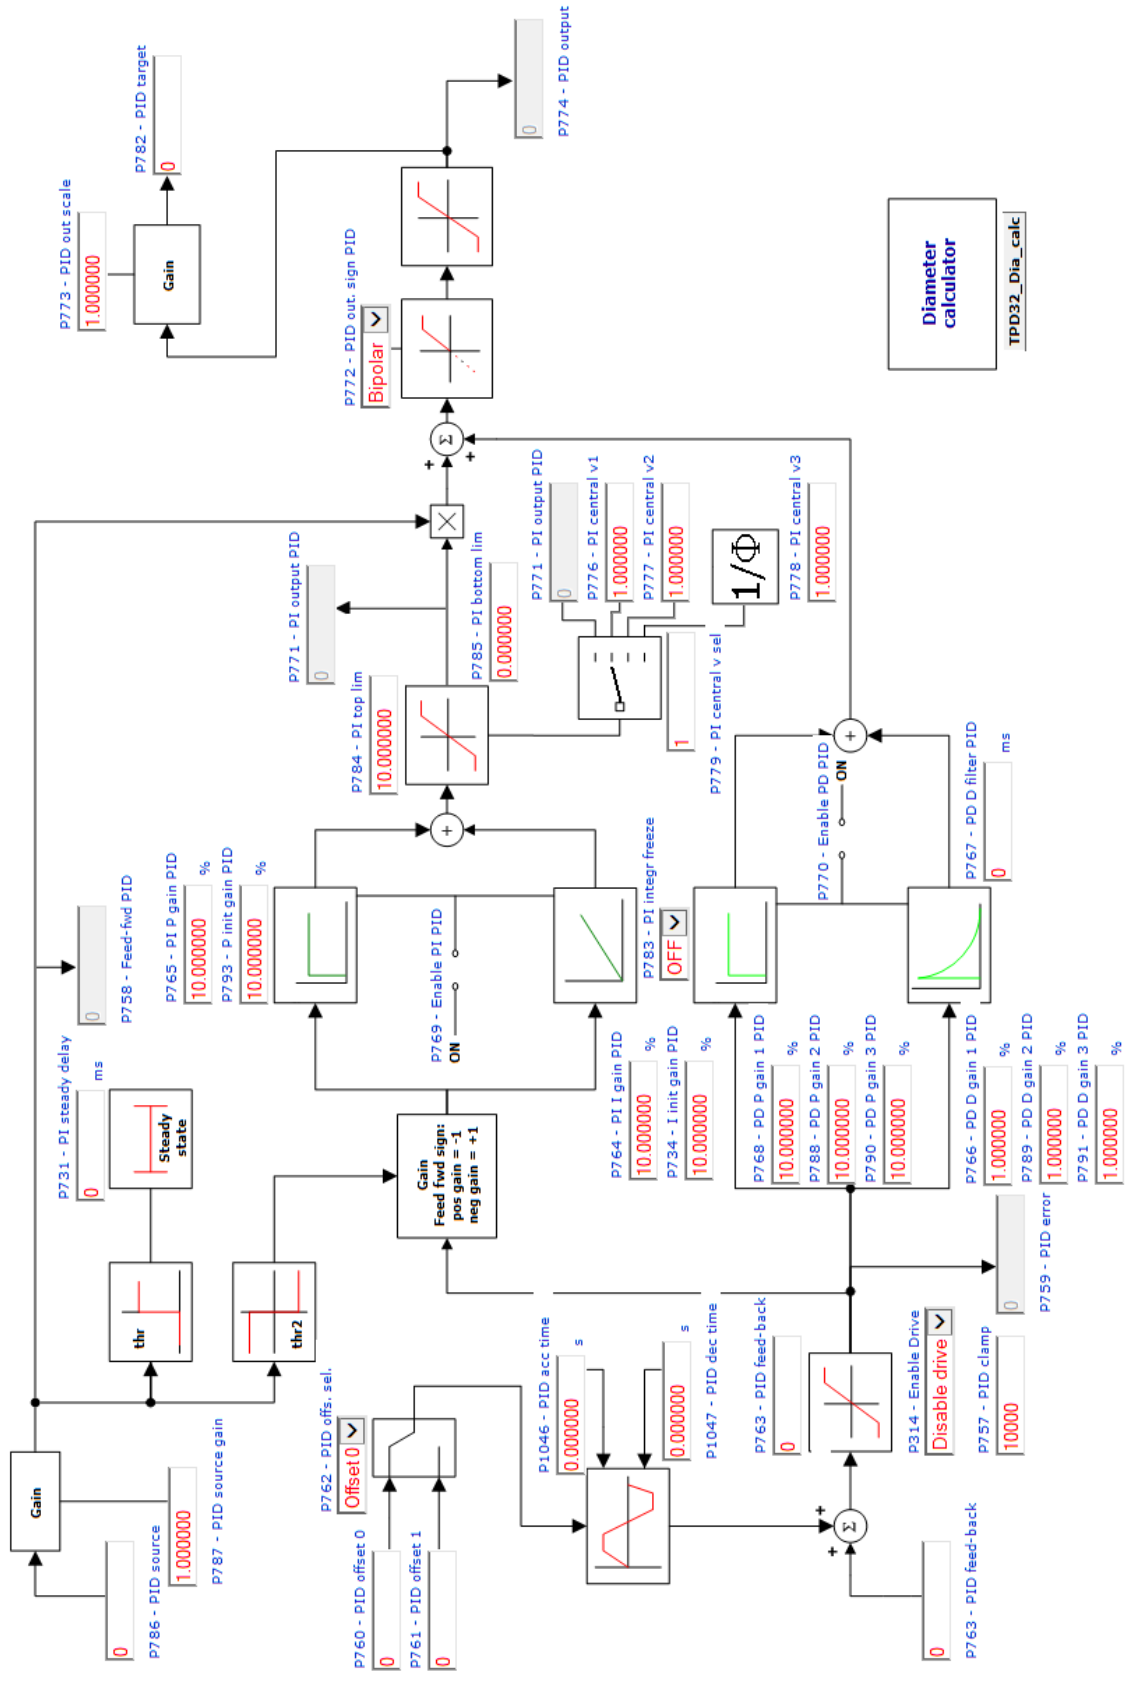 P786 - PID source
0
Gain
P787 - PID source gain
1.000000
P758 - Feed-fwd PID
0
P731 - PI steady delay
0
ms
thr
Steady
state
thr2
P762 - PID offs. sel.
Offset 0
P760 - PID offset 0
0
P761 - PID offset 1
0
P1046 - PID acc time
0.000000
s
P1047 - PID dec time
0.000000
s
P763 - PID feed-back
0
P763 - PID feed-back
0
Σ
+
+
P314 - Enable Drive
Disable drive
P757 - PID clamp
10000
P759 - PID error
0
Gain
Feed fwd sign:
pos gain = -1
neg gain = +1
P765 - PI P gain PID
10.000000
%
P793 - P init gain PID
10.000000
%
P769 - Enable PI PID
ON
P764 - PI I gain PID
10.000000
%
P734 - I init gain PID
10.000000
%
P783 - PI integr freeze
OFF
P768 - PD P gain 1 PID
10.000000
%
P788 - PD P gain 2 PID
10.000000
%
P790 - PD P gain 3 PID
10.000000
%
P766 - PD D gain 1 PID
1.000000
%
P789 - PD D gain 2 PID
1.000000
%
P791 - PD D gain 3 PID
1.000000
%
P770 - Enable PD PID
ON
P767 - PD D filter PID
0
ms
+
+
P784 - PI top lim
10.000000
P785 - PI bottom lim
0.000000
P771 - PI output PID
0
P771 - PI output PID
0
P776 - PI central v1
1.000000
P777 - PI central v2
1.000000
1/Φ
P778 - PI central v3
1.000000
P779 - PI central v sel
1
Σ
+
+
P772 - PID out. sign PID
Bipolar
P773 - PID out scale
1.000000
Gain
P782 - PID target
0
P774 - PID output
0
Diameter
calculator
TPD32_Dia_calc